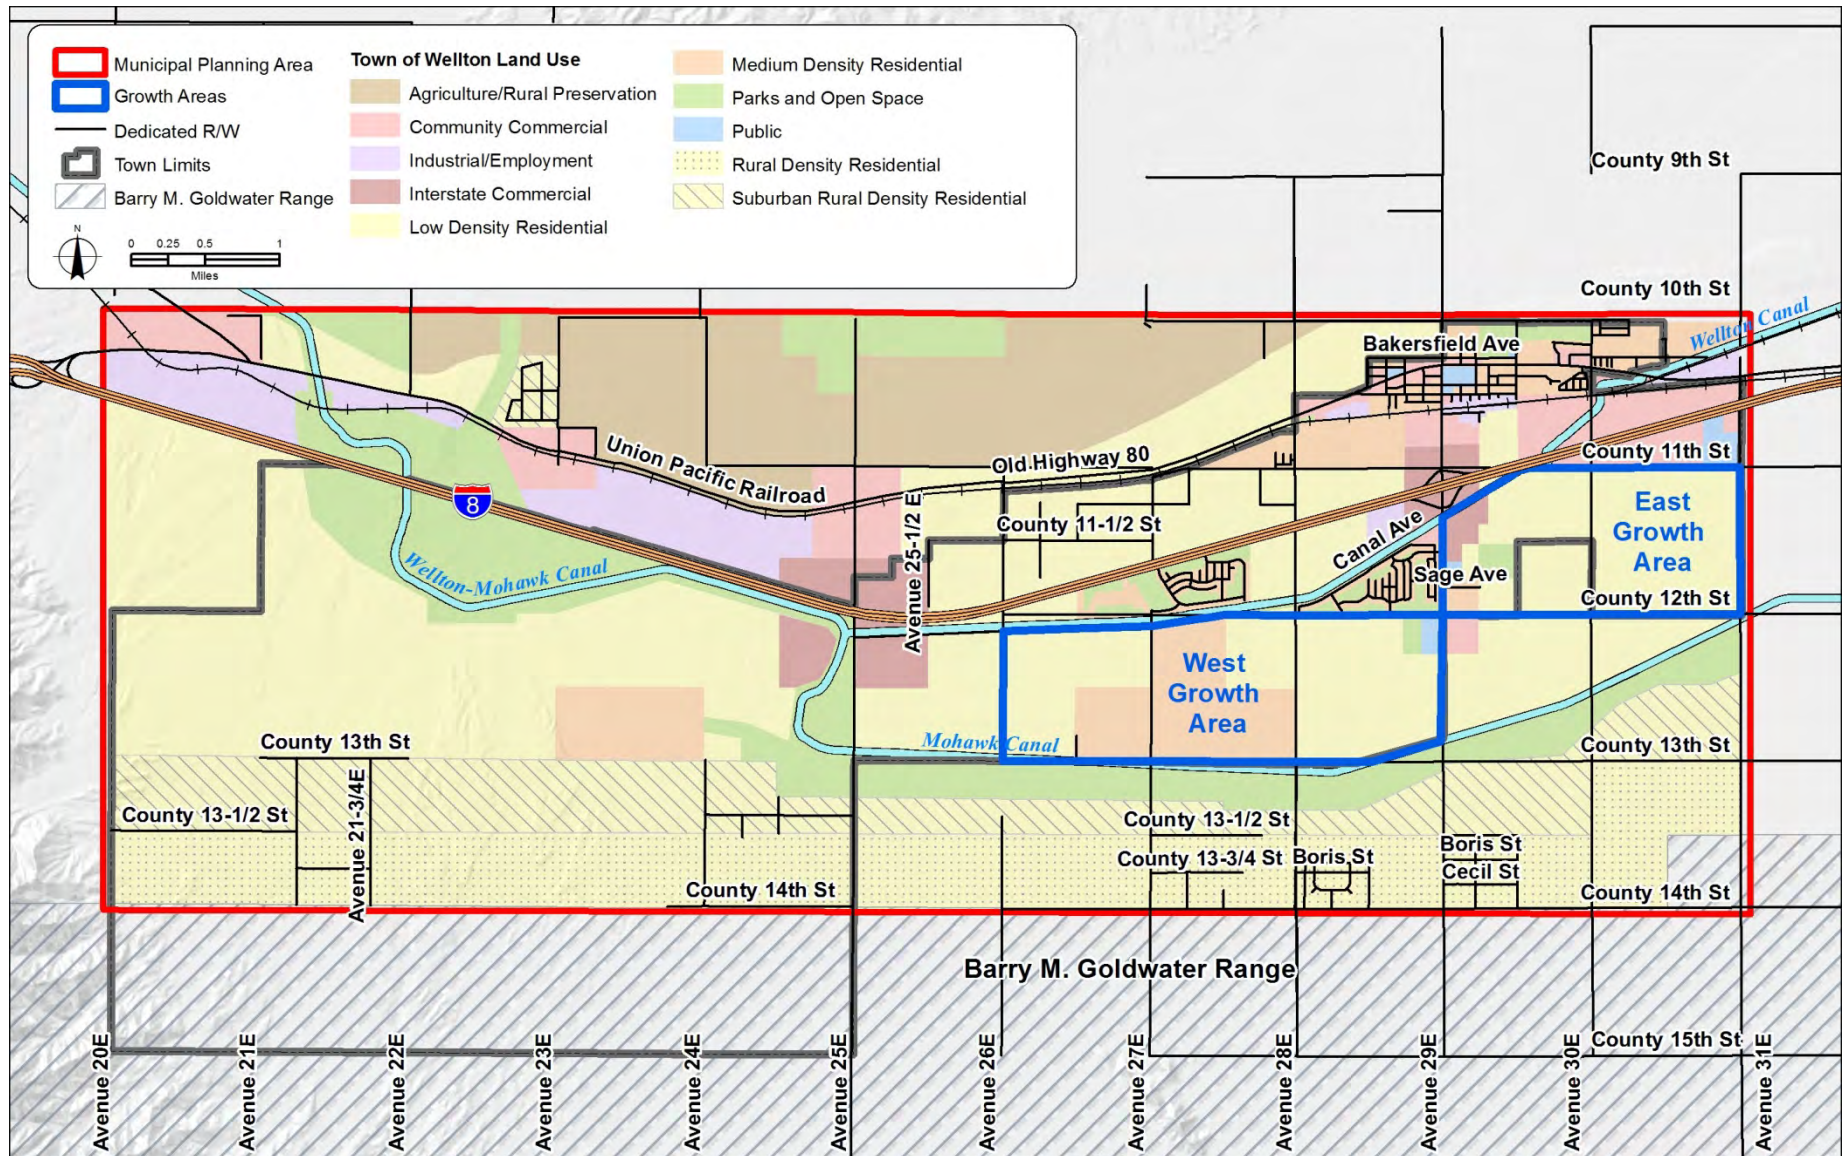 Municipal Planning Area
Growth Areas
Dedicated R/W
Town Limits
Barry M. Goldwater Range
N
0 0.25 0.5 1
Miles
Town of Wellton Land Use
Agriculture/Rural Preservation
Community Commercial
Industrial/Employment
Interstate Commercial
Low Density Residential
Medium Density Residential
Parks and Open Space
Public
Rural Density Residential
Suburban Rural Density Residential
County 9th St
County 10th St
Wellton Canal
Bakersfield Ave
Union Pacific Railroad
Old Highway 80
County 11th St
8
Avenue 25-1/2 E
County 11-1/2 St
Canal Ave
East
Growth
Area
Wellton-Mohawk Canal
Sage Ave
County 12th St
West
Growth
Area
Mohawk Canal
County 13th St
County 13th St
Avenue 21-3/4E
County 13-1/2 St
County 13-1/2 St
County 13-3/4 St
Boris St
Boris St
Cecil St
County 14th St
County 14th St
Barry M. Goldwater Range
County 15th St
Avenue 20E
Avenue 21E
Avenue 22E
Avenue 23E
Avenue 24E
Avenue 25E
Avenue 26E
Avenue 27E
Avenue 28E
Avenue 29E
Avenue 30E
Avenue 31E